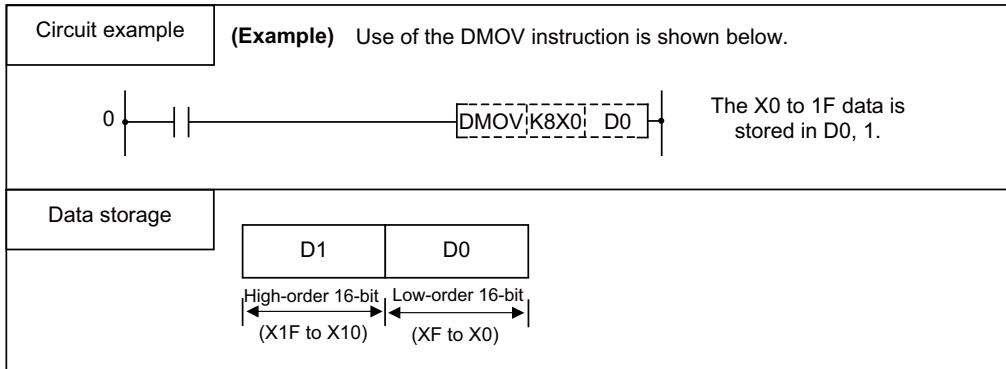 Circuit example
(Example) Use of the DMOV instruction is shown below.
0
DMOV K8X0 D0
The X0 to 1F data is
stored in D0, 1.
Data storage
D1 D0
High-order 16-bit Low-order 16-bit
(X1F to X10) (XF to X0)